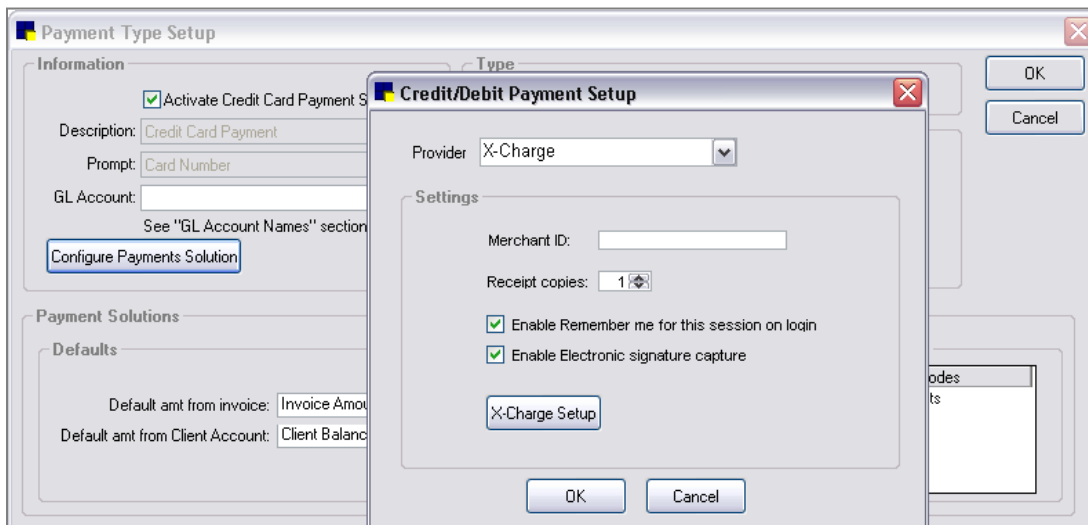 Payment Type Setup
Information
Type
OK
Cancel
Activate Credit Card Payment S
Description: Credit Card Payment
Prompt: Card Number
GL Account:
See "GL Account Names" section
Configure Payments Solution
Payment Solutions
Defaults
Default amt from invoice: Invoice Amou
Default amt from Client Account: Client Balanc
odes
ts
Credit/Debit Payment Setup
Provider X-Charge
Settings
Merchant ID:
Receipt copies: 1
Enable Remember me for this session on login
Enable Electronic signature capture
X-Charge Setup
OK
Cancel